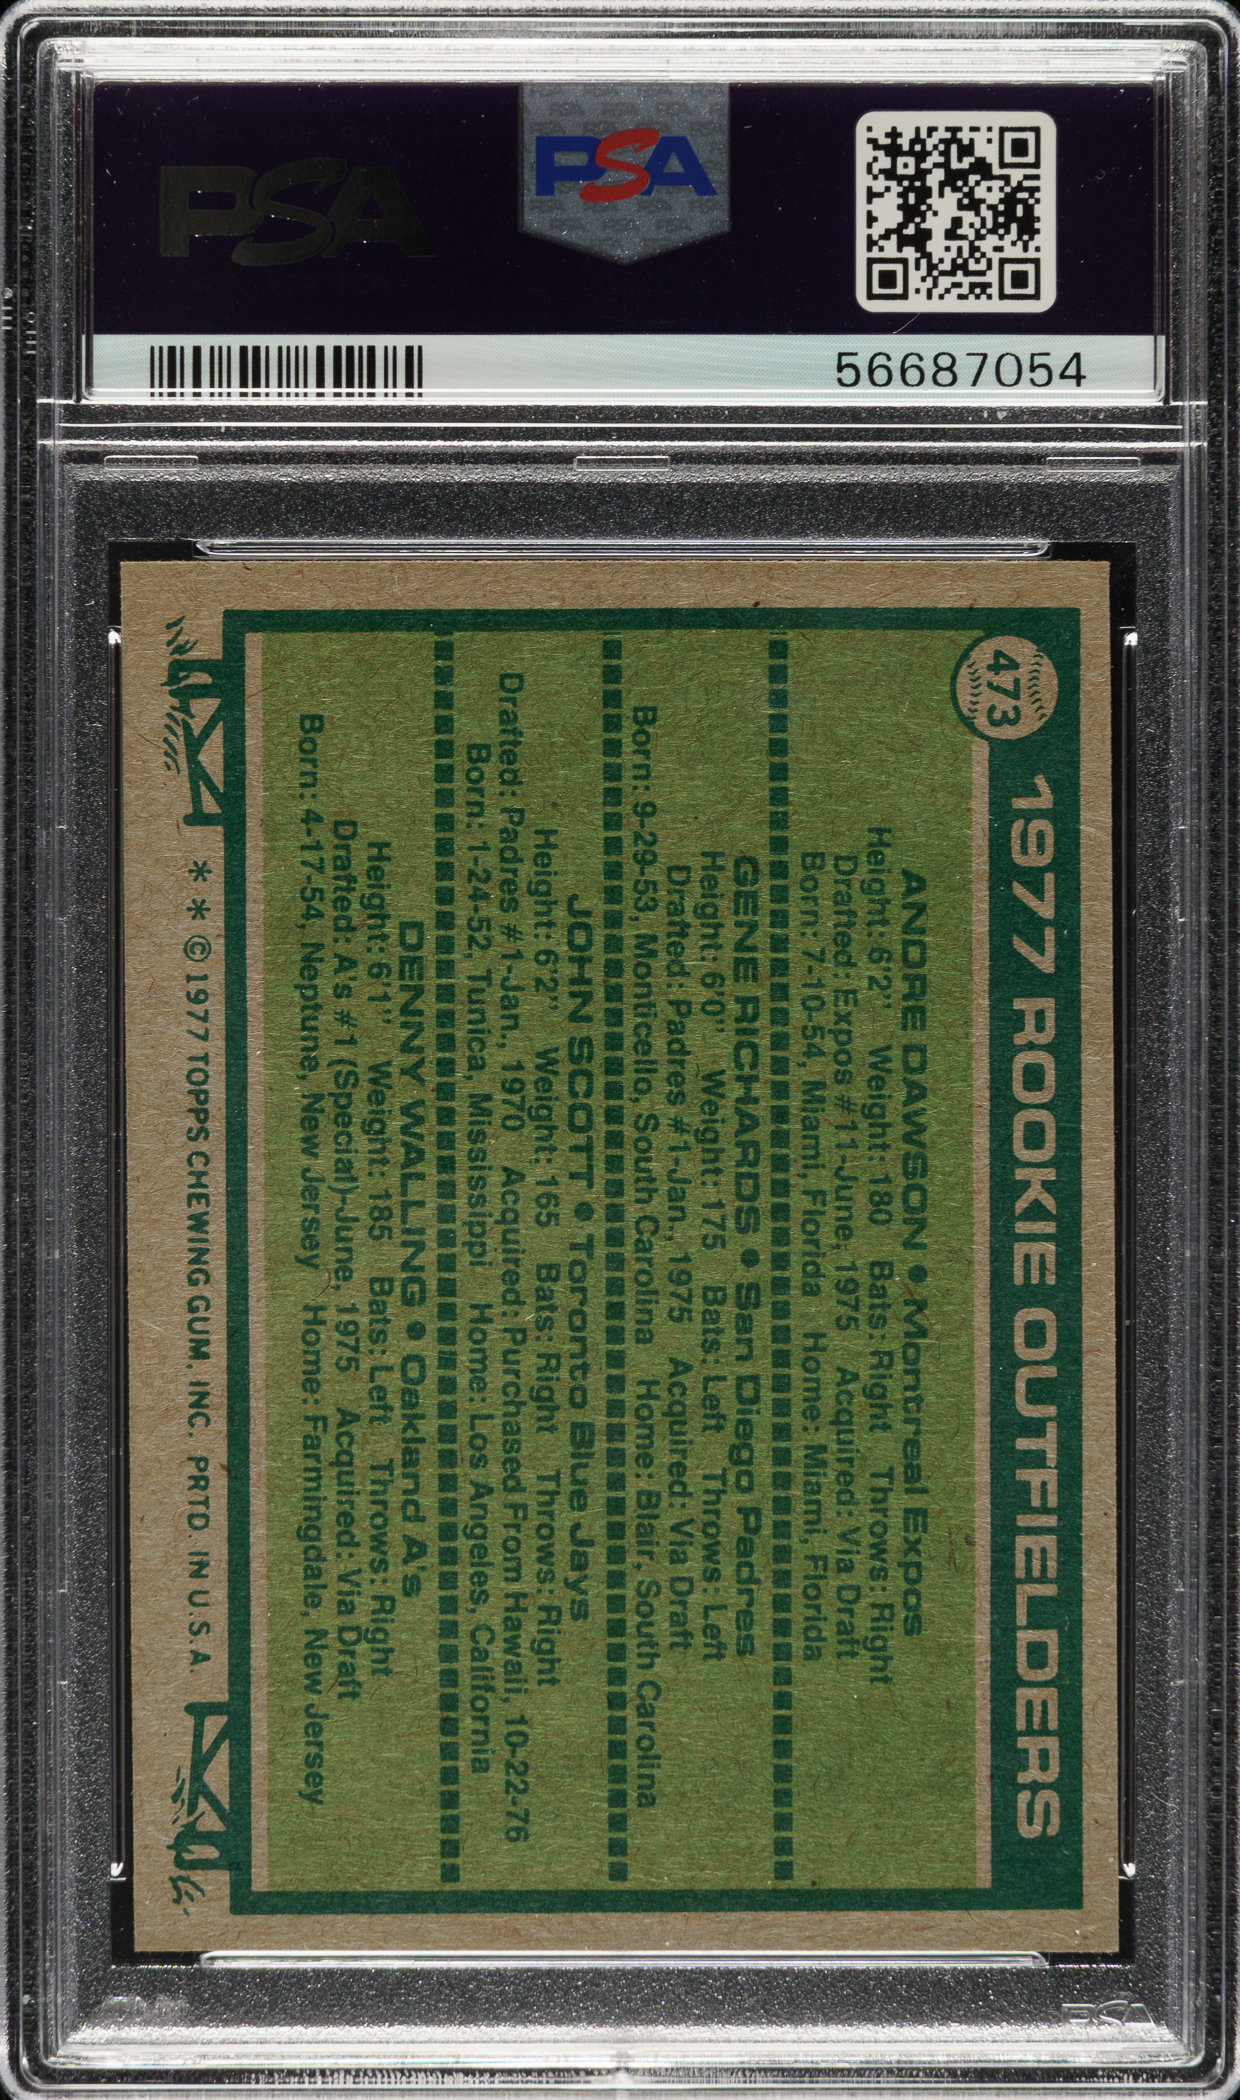 PSA
PSA
56687054
473
1977 ROOKIE OUTFIELDERS
ANDRE DAWSON • Montreal Expos
Height: 6'2" Weight: 180 Bats: Right Throws: Right
Drafted: Expos #11-June, 1975 Acquired: Via Draft
Born: 7-10-54, Miami, Florida Home: Miami, Florida
GENE RICHARDS • San Diego Padres
Height: 6'0" Weight: 175 Bats: Left Throws: Left
Drafted: Padres #1-Jan., 1975 Acquired: Via Draft
Born: 9-29-53, Monticello, South Carolina Home: Blair, South Carolina
JOHN SCOTT • Toronto Blue Jays
Height: 6'2" Weight: 165 Bats: Right Throws: Right
Drafted: Padres #1-Jan., 1970 Acquired: Purchased From Hawaii, 10-22-76
Born: 1-24-52, Tunica, Mississippi Home: Los Angeles, California
DENNY WALLING • Oakland A's
Height: 6'1" Weight: 185 Bats: Left Throws: Right
Drafted: A's #1 (Special)-June, 1975 Acquired: Via Draft
Born: 4-17-54, Neptune, New Jersey Home: Farmingdale, New Jersey
* * © 1977 TOPPS CHEWING GUM, INC. PRTD. IN U.S.A.
PSA